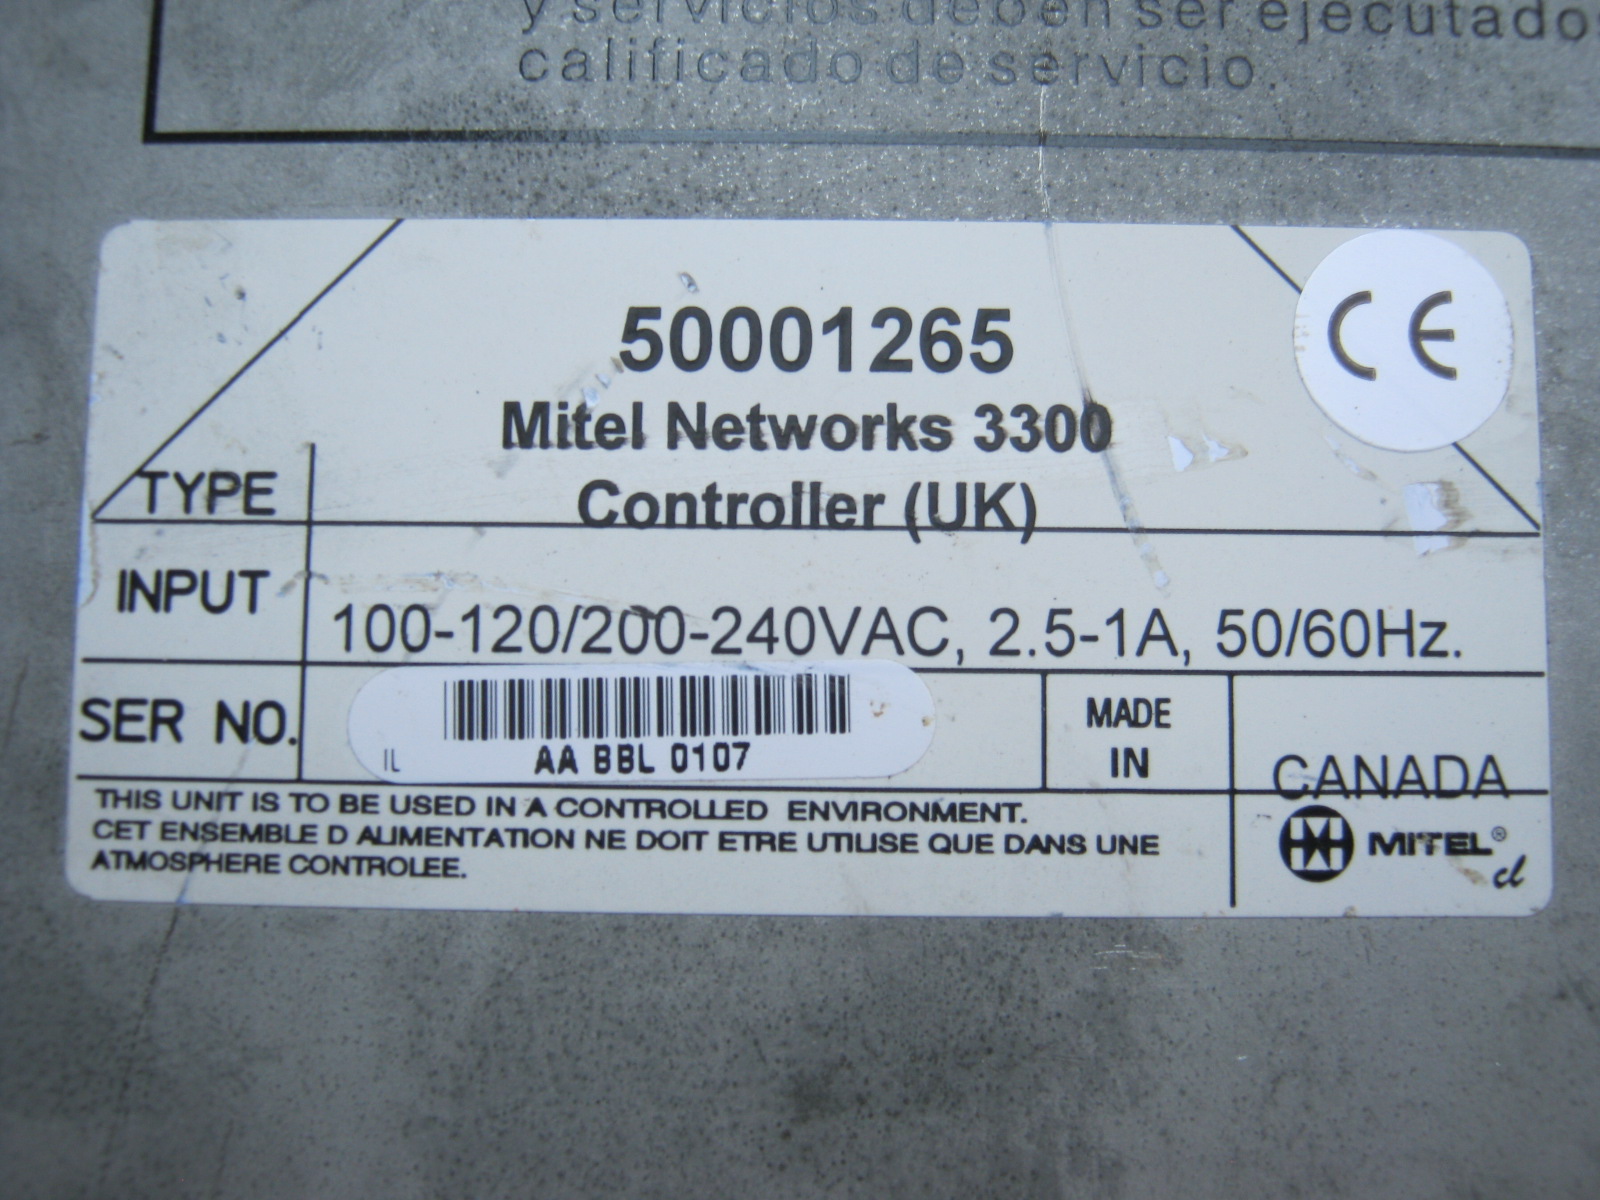 y servicios deben ser ejecutados
calificado de servicio.
50001265
CE
Mitel Networks 3300
Controller (UK)
TYPE
INPUT
100-120/200-240VAC, 2.5-1A, 50/60Hz.
SER NO.
IL
AA BBL 0107
MADE
IN
CANADA
THIS UNIT IS TO BE USED IN A CONTROLLED ENVIRONMENT.
CET ENSEMBLE D ALIMENTATION NE DOIT ETRE UTILISE QUE DANS UNE
ATMOSPHERE CONTROLEE.
MITEL®
cl